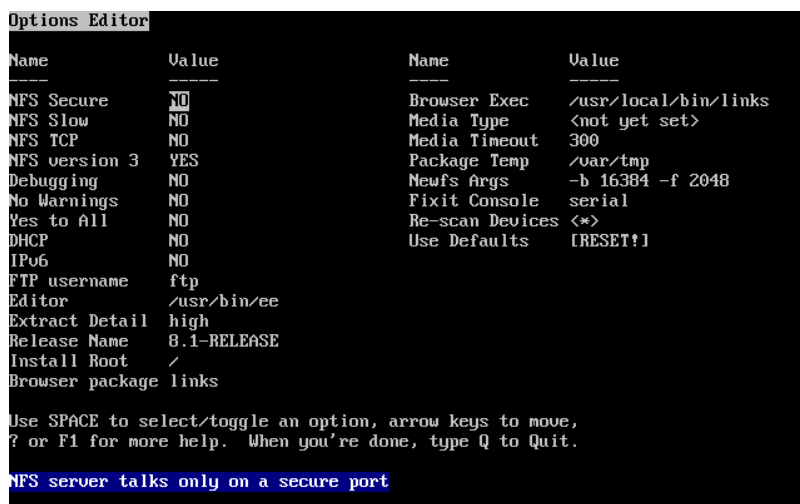 Options Editor
Name Value Name Value
---- ----- ---- -----
NFS Secure NO Browser Exec /usr/local/bin/links
NFS Slow NO Media Type <not yet set>
NFS TCP NO Media Timeout 300
NFS version 3 YES Package Temp /var/tmp
Debugging NO Newfs Args -b 16384 -f 2048
No Warnings NO Fixit Console serial
Yes to All NO Re-scan Devices <*>
DHCP NO Use Defaults [RESET!]
IPv6 NO
FTP username ftp
Editor /usr/bin/ee
Extract Detail high
Release Name 8.1-RELEASE
Install Root /
Browser package links
Use SPACE to select/toggle an option, arrow keys to move,
? or F1 for more help. When you're done, type Q to Quit.
NFS server talks only on a secure port